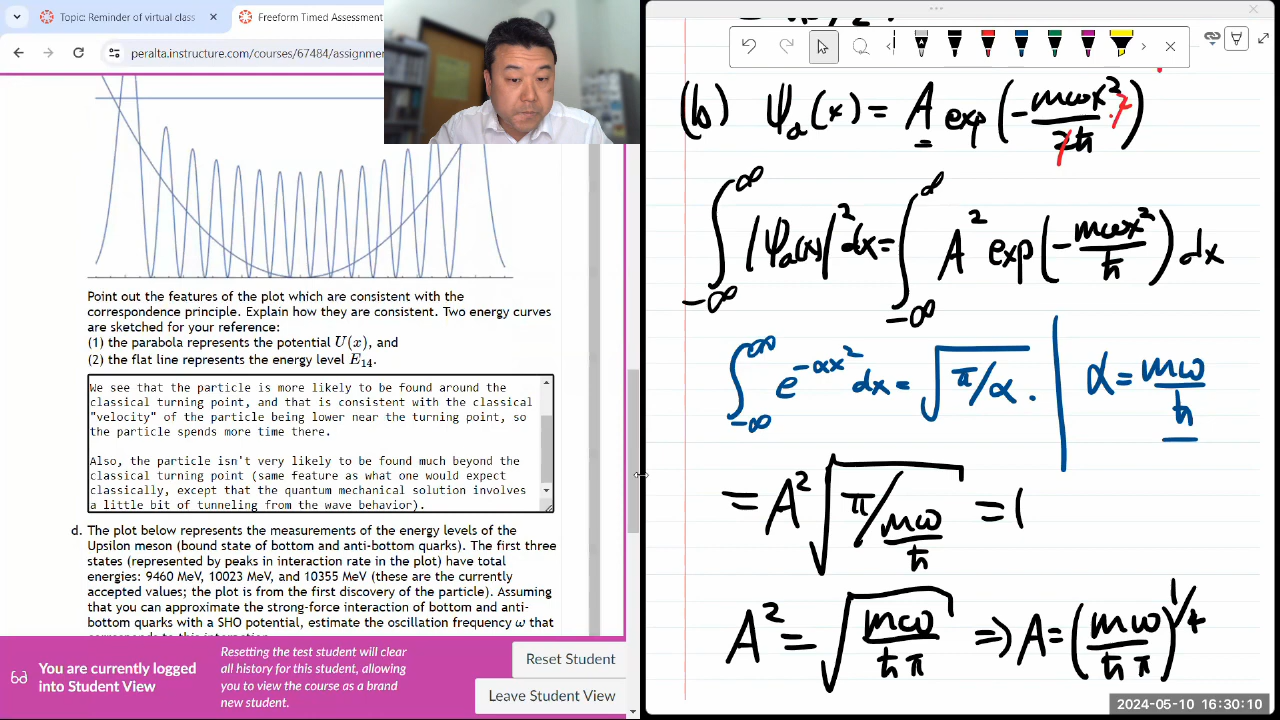 Topic: Reminder of virtual class
Freeform Timed Assessment
peralta.instructure.com/courses/67484/assignme
Point out the features of the plot which are consistent with the
correspondence principle. Explain how they are consistent. Two energy curves
are sketched for your reference:
(1) the parabola represents the potential U(x), and
(2) the flat line represents the energy level E₁₄.
We see that the particle is more likely to be found around the
classical turning point, and it is consistent with the classical
"velocity" of the particle being lower near the turning point, so
the particle spends more time there.
Also, the particle isn't very likely to be found much beyond the
classical turning point (same feature as what one would expect
classically, except that the quantum mechanical solution involves
a little bit of tunneling from the wave behavior).
d. The plot below represents the measurements of the energy levels of the
Upsilon meson (bound state of bottom and anti-bottom quarks). The first three
states (represented by peaks in interaction rate in the plot) have total
energies: 9460 MeV, 10023 MeV, and 10355 MeV (these are the currently
accepted values; the plot is from the first discovery of the particle). Assuming
that you can approximate the strong-force interaction of bottom and anti-
bottom quarks with a SHO potential, estimate the oscillation frequency ω that
You are currently logged
into Student View
Resetting the test student will clear
all history for this student, allowing
you to view the course as a brand
new student.
Reset Student
Leave Student View
(b) ψₐ(x) = A exp(-mωx²/2ħ ·2)
∫_-∞^∞ |ψₐ(x)|² dx = ∫_-∞^∞ A² exp(-mωx²/ħ) dx
∫_-∞^∞ e^-αx² dx = √π/α. | α = mω/ħ
= A² √π/(mω/ħ) = 1
A² = √(mω/ħπ) ⇒ A = (mω/ħπ)^1/4
2024-05-10 16:30:10